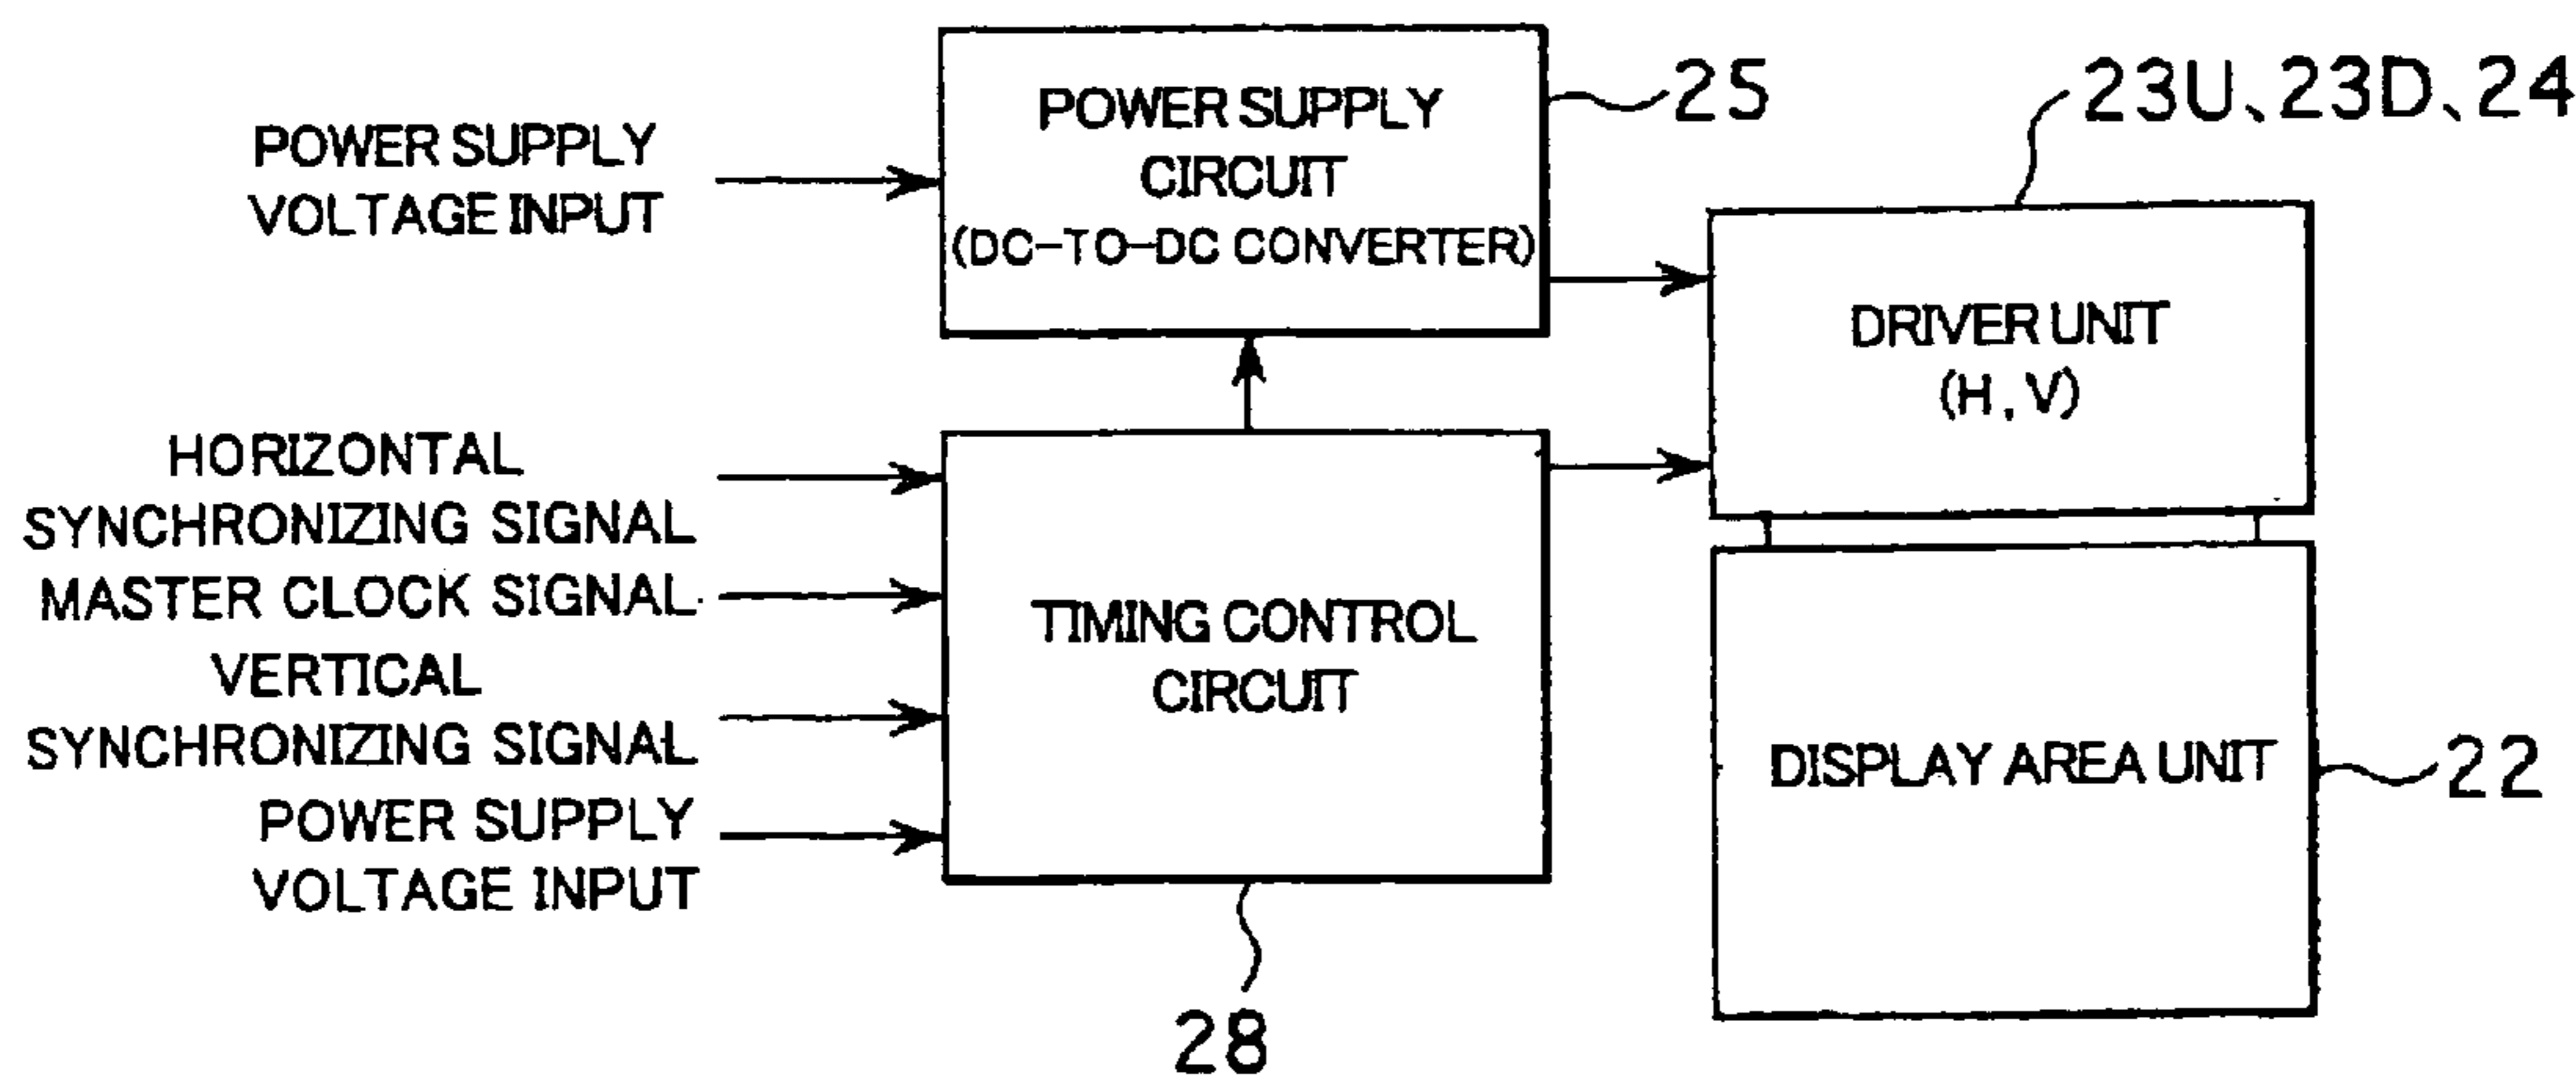 POWER SUPPLY
VOLTAGE INPUT
POWER SUPPLY
CIRCUIT
(DC-TO-DC CONVERTER)
25
23U、23D、24
DRIVER UNIT
(H, V)
HORIZONTAL
SYNCHRONIZING SIGNAL
MASTER CLOCK SIGNAL
VERTICAL
SYNCHRONIZING SIGNAL
POWER SUPPLY
VOLTAGE INPUT
TIMING CONTROL
CIRCUIT
28
DISPLAY AREA UNIT
22